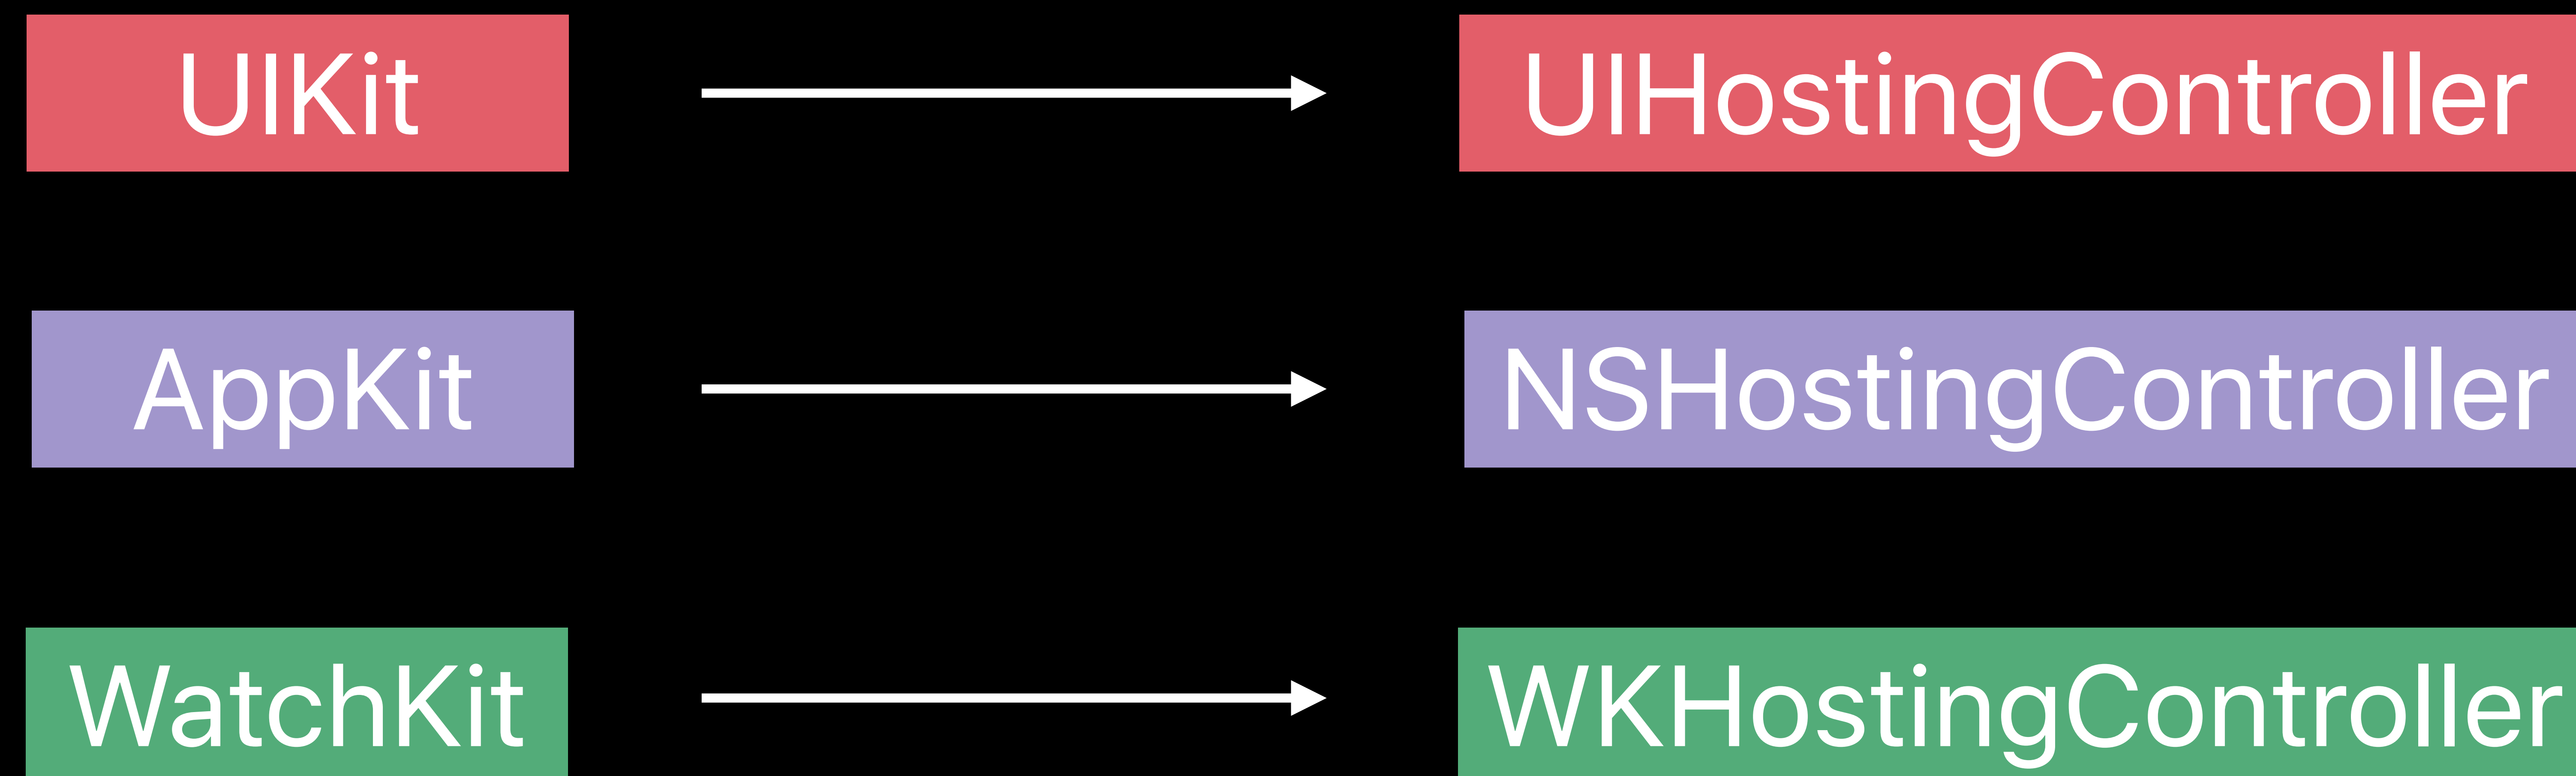 UIKit
UIHostingController
AppKit
NSHostingController
WatchKit
WKHostingController